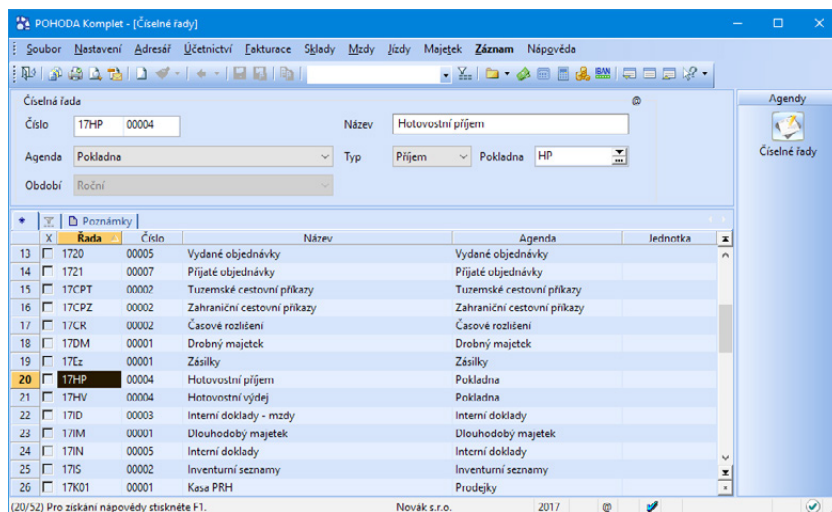 POHODA Komplet - [Číselné řady]
Soubor Nastavení Adresář Účetnictví Fakturace Sklady Mzdy Jízdy Majetek Záznam Nápověda
IBAN
Číselná řada @
Číslo 17HP 00004 Název Hotovostní příjem
Agenda Pokladna Typ Příjem Pokladna HP
Období Roční
Agendy
Číselné řady
* Poznámky
X Řada Číslo Název Agenda Jednotka
13 1720 00005 Vydané objednávky Vydané objednávky
14 1721 00007 Přijaté objednávky Přijaté objednávky
15 17CPT 00002 Tuzemské cestovní příkazy Tuzemské cestovní příkazy
16 17CPZ 00002 Zahraniční cestovní příkazy Zahraniční cestovní příkazy
17 17CR 00002 Časové rozlišení Časové rozlišení
18 17DM 00001 Drobný majetek Drobný majetek
19 17Ez 00001 Zásilky Zásilky
20 17HP 00004 Hotovostní příjem Pokladna
21 17HV 00004 Hotovostní výdej Pokladna
22 17ID 00003 Interní doklady - mzdy Interní doklady
23 17IM 00001 Dlouhodobý majetek Dlouhodobý majetek
24 17IN 00005 Interní doklady Interní doklady
25 17IS 00002 Inventurní seznamy Inventurní seznamy
26 17K01 00001 Kasa PRH Prodejky
(20/52) Pro získání nápovědy stiskněte F1. Novák s.r.o. 2017 @